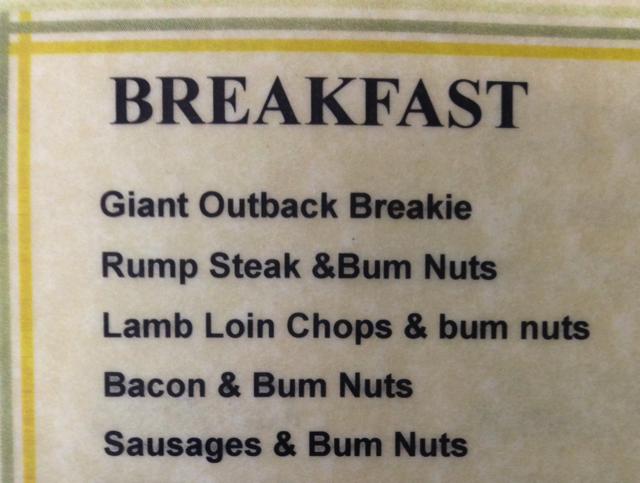 BREAKFAST
Giant Outback Breakie
Rump Steak &Bum Nuts
Lamb Loin Chops & bum nuts
Bacon & Bum Nuts
Sausages & Bum Nuts